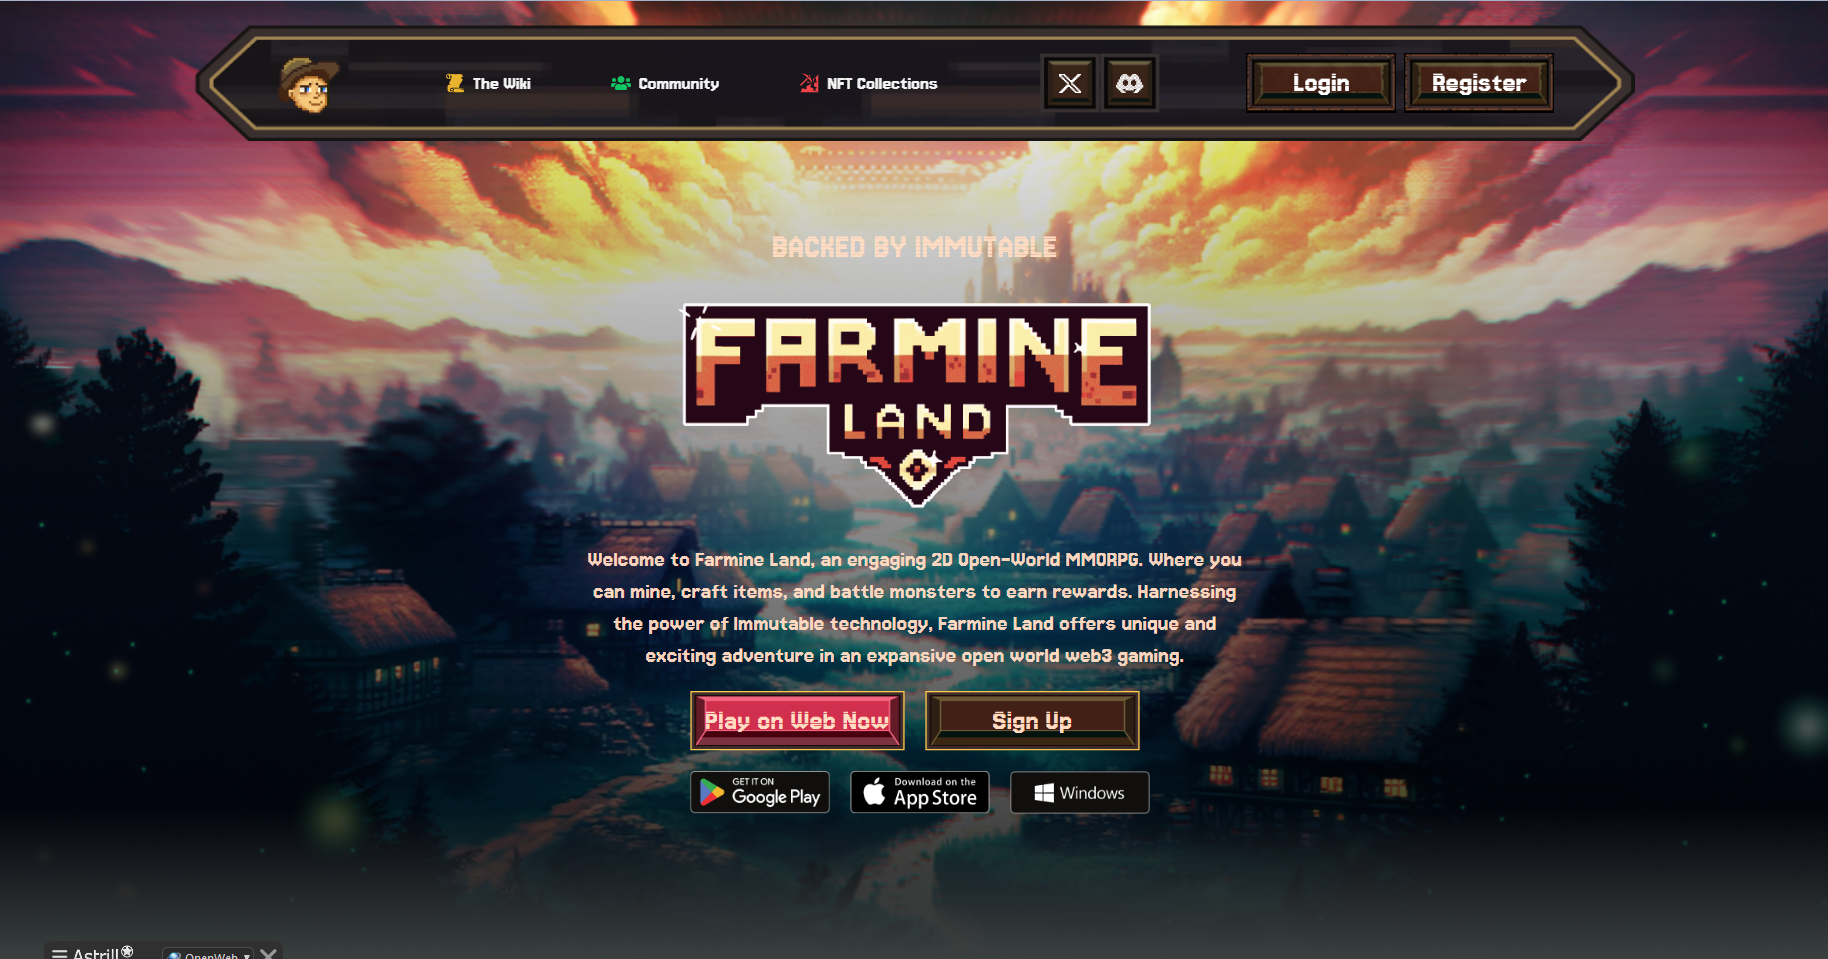 The Wiki
Community
NFT Collections
Login
Register
BACKED BY IMMUTABLE
FARMINE
LAND
Welcome to Farmine Land, an engaging 2D Open-World MMORPG. Where you
can mine, craft items, and battle monsters to earn rewards. Harnessing
the power of Immutable technology, Farmine Land offers unique and
exciting adventure in an expansive open world web3 gaming.
Play on Web Now
Sign Up
GET IT ON
Google Play
Download on the
App Store
Windows
Astrill
OpenWeb